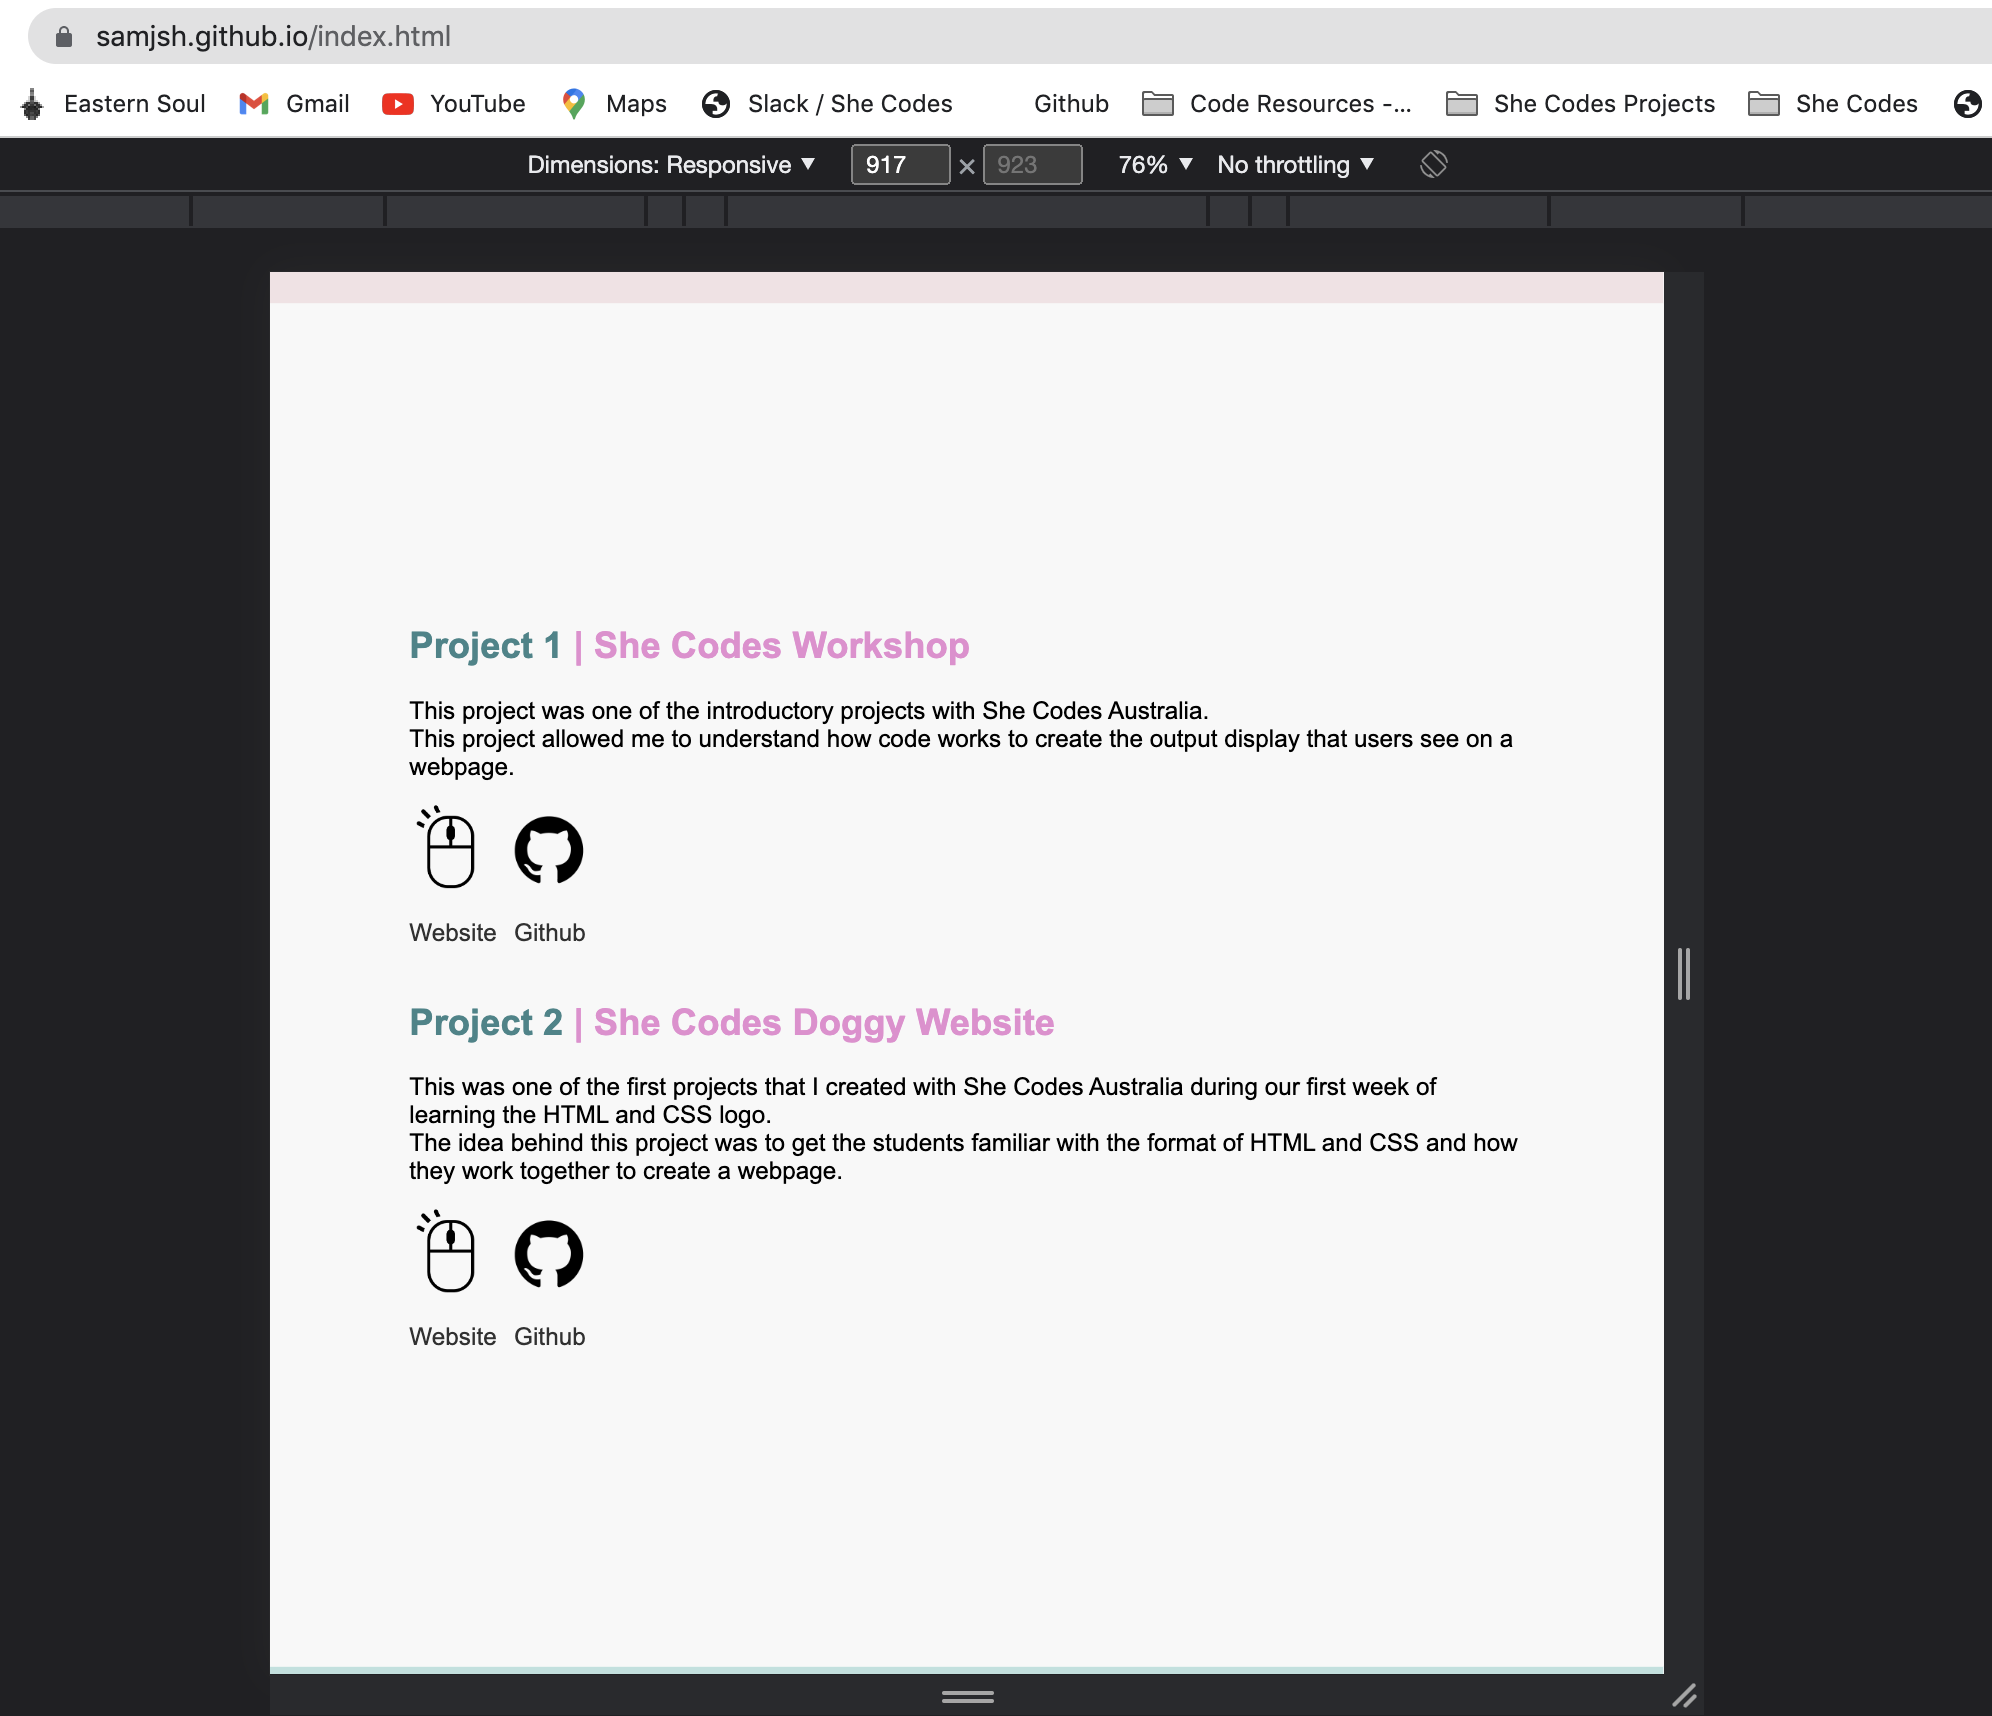 samjsh.github.io/index.html
Eastern Soul Gmail YouTube Maps Slack / She Codes Github Code Resources -... She Codes Projects She Codes
Dimensions: Responsive ▼ 917 × 923 76% ▼ No throttling ▼
Project 1 | She Codes Workshop
This project was one of the introductory projects with She Codes Australia.
This project allowed me to understand how code works to create the output display that users see on a
webpage.
Website Github
Project 2 | She Codes Doggy Website
This was one of the first projects that I created with She Codes Australia during our first week of
learning the HTML and CSS logo.
The idea behind this project was to get the students familiar with the format of HTML and CSS and how
they work together to create a webpage.
Website Github